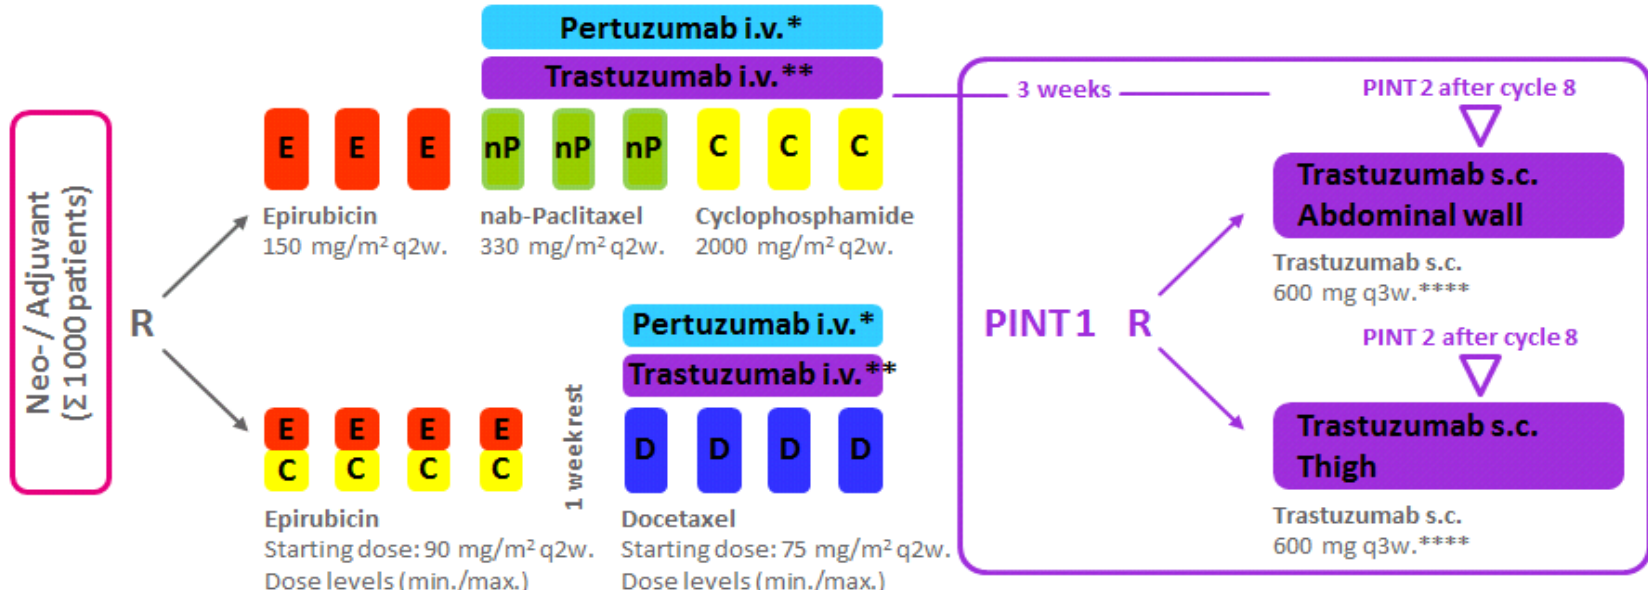 Neo- / Adjuvant
(Σ 1000 patients)
R
Pertuzumab i.v.*
Trastuzumab i.v.**
E E E nP nP nP C C C
Epirubicin
150 mg/m² q2w.
nab-Paclitaxel
330 mg/m² q2w.
Cyclophosphamide
2000 mg/m² q2w.
Pertuzumab i.v.*
Trastuzumab i.v.**
E E E E
C C C C
1 week rest
D D D D
Epirubicin
Starting dose: 90 mg/m² q2w.
Dose levels (min./max.)
Docetaxel
Starting dose: 75 mg/m² q2w.
Dose levels (min./max.)
3 weeks
PINT 1 R
PINT 2 after cycle 8
Trastuzumab s.c.
Abdominal wall
Trastuzumab s.c.
600 mg q3w.****
PINT 2 after cycle 8
Trastuzumab s.c.
Thigh
Trastuzumab s.c.
600 mg q3w.****